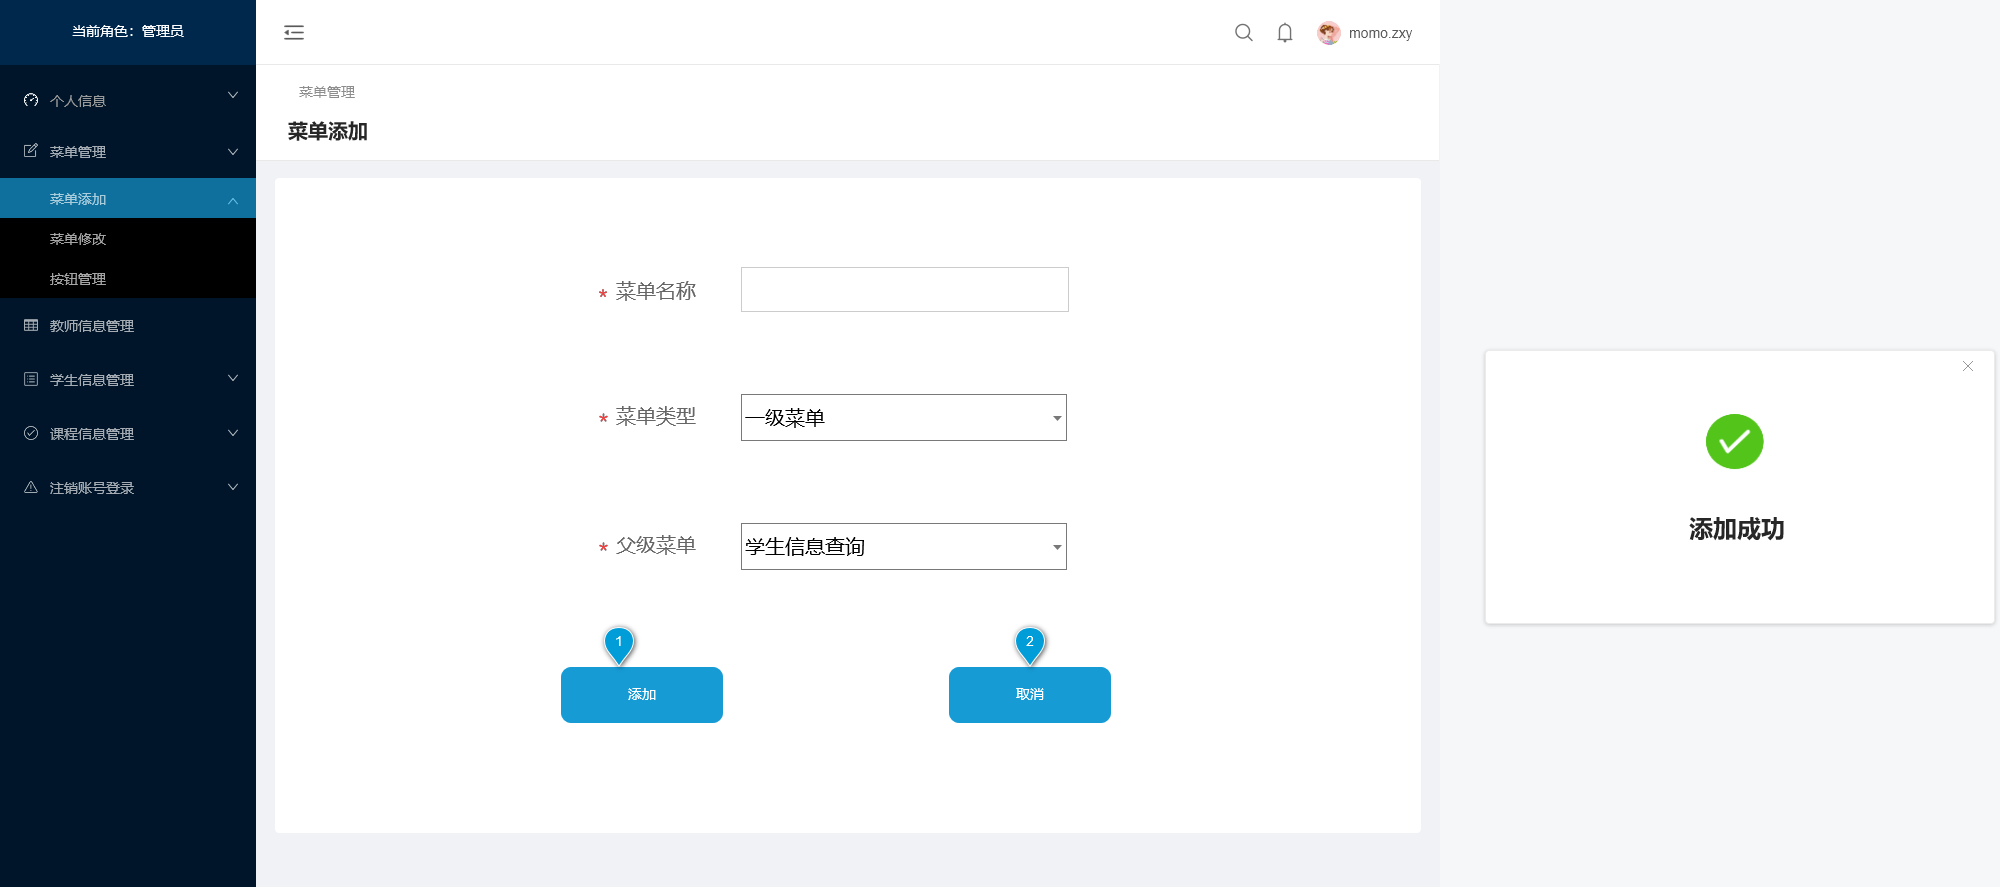 当前角色：管理员
个人信息
菜单管理
菜单添加
菜单修改
按钮管理
教师信息管理
学生信息管理
课程信息管理
注销账号登录
momo.zxy
菜单管理
菜单添加
* 菜单名称
* 菜单类型
一级菜单
* 父级菜单
学生信息查询
1
添加
2
取消
添加成功